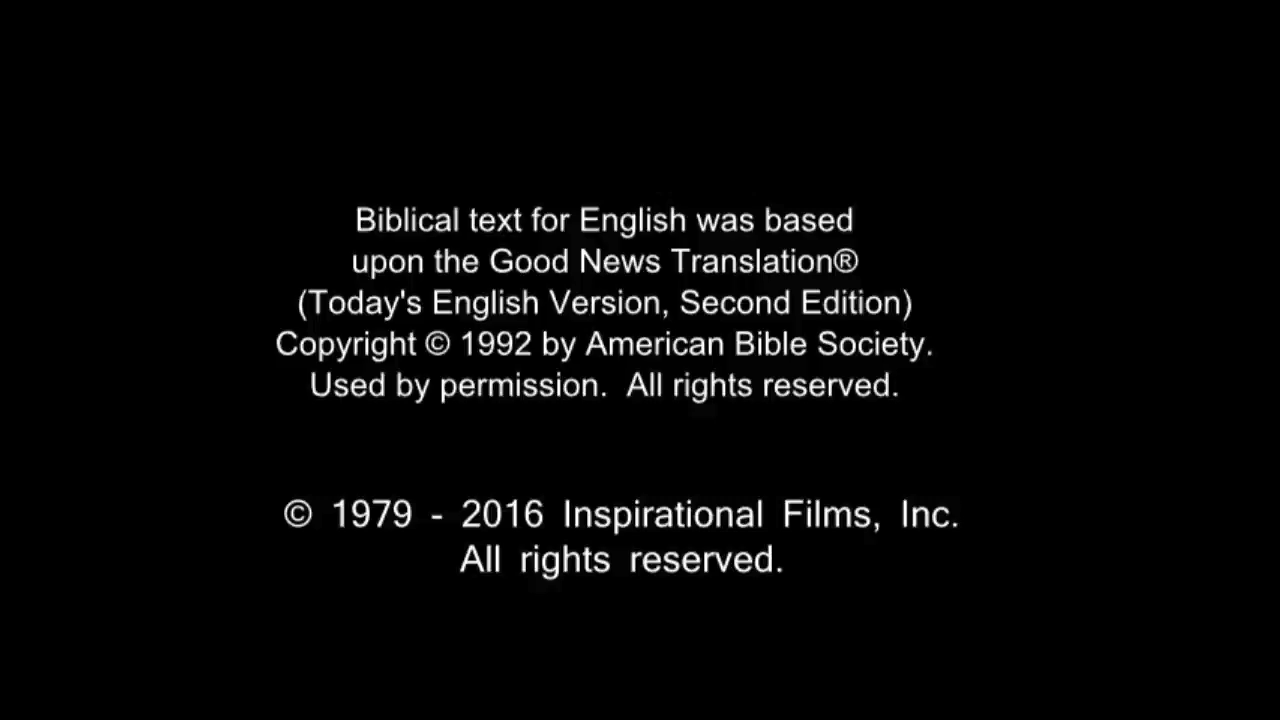 Biblical text for English was based
upon the Good News Translation®
(Today's English Version, Second Edition)
Copyright © 1992 by American Bible Society.
Used by permission.  All rights reserved.
© 1979 - 2016 Inspirational Films, Inc.
All rights reserved.